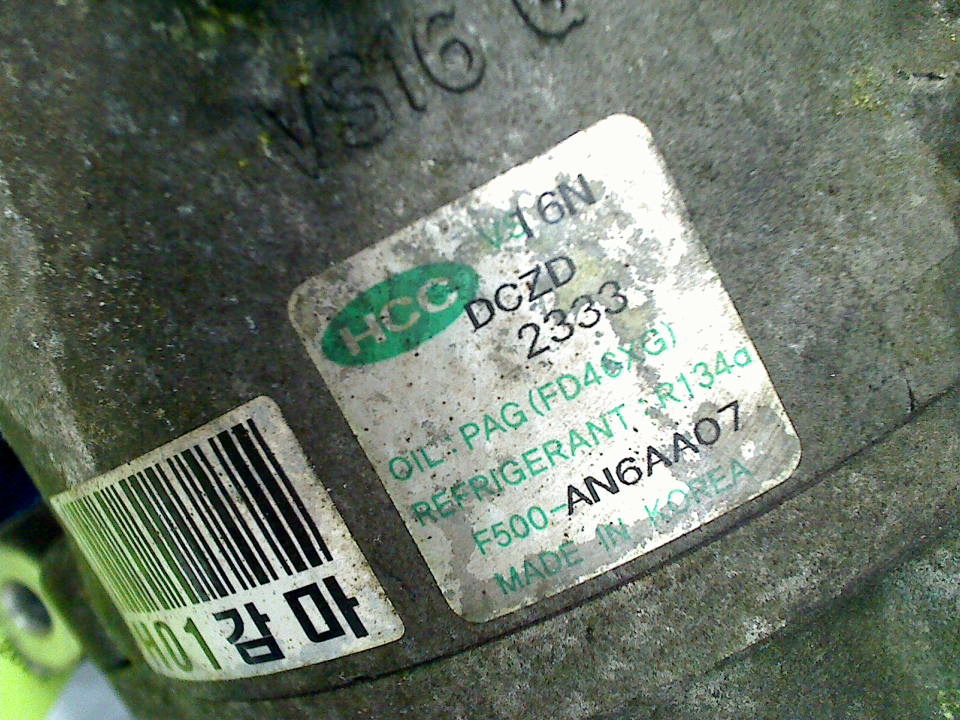 VS16
VS16N
HCC
DCZD
2333
OIL : PAG(FD46XG)
REFRIGERANT : R134a
F500-AN6AA07
MADE IN KOREA
H01감마